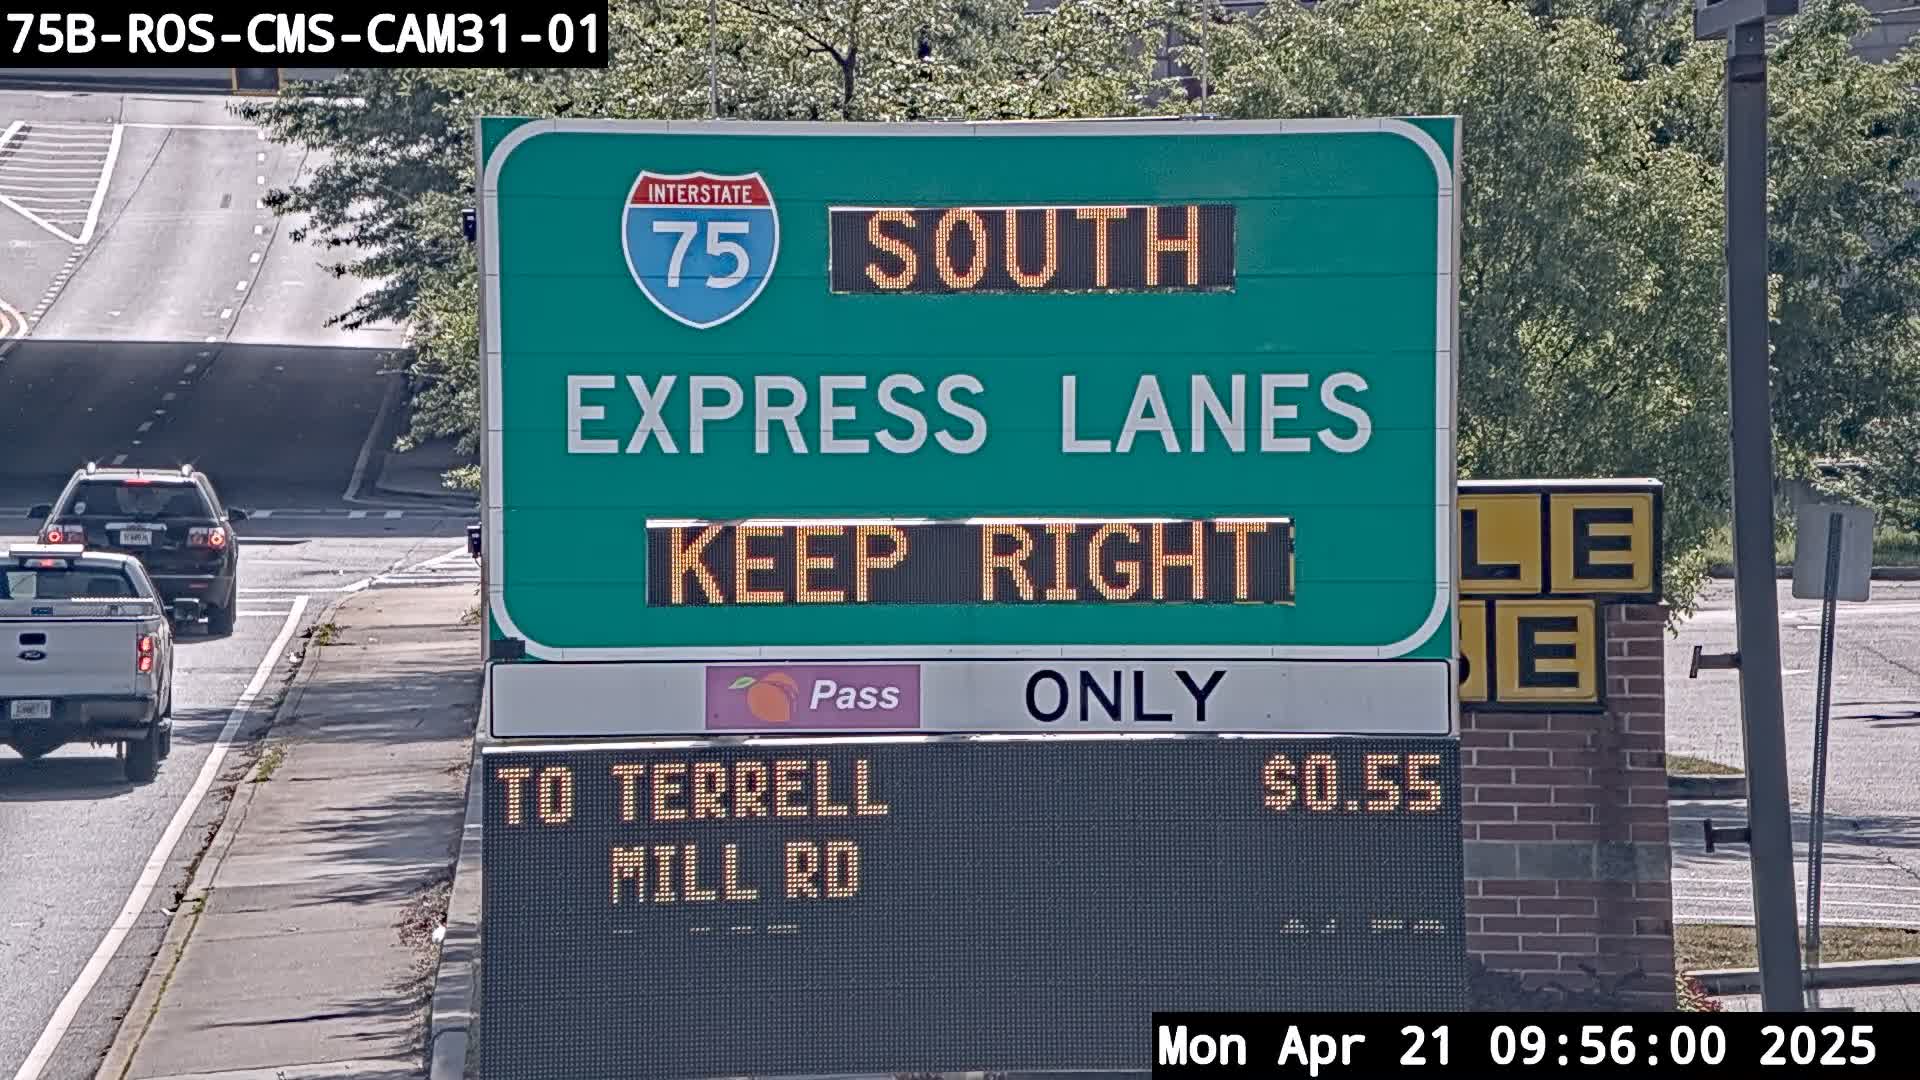 75B-ROS-CMS-CAM31-01
INTERSTATE
75
SOUTH
EXPRESS LANES
KEEP RIGHT
LE
E
Pass ONLY
TO TERRELL $0.55
MILL RD
Mon Apr 21 09:56:00 2025